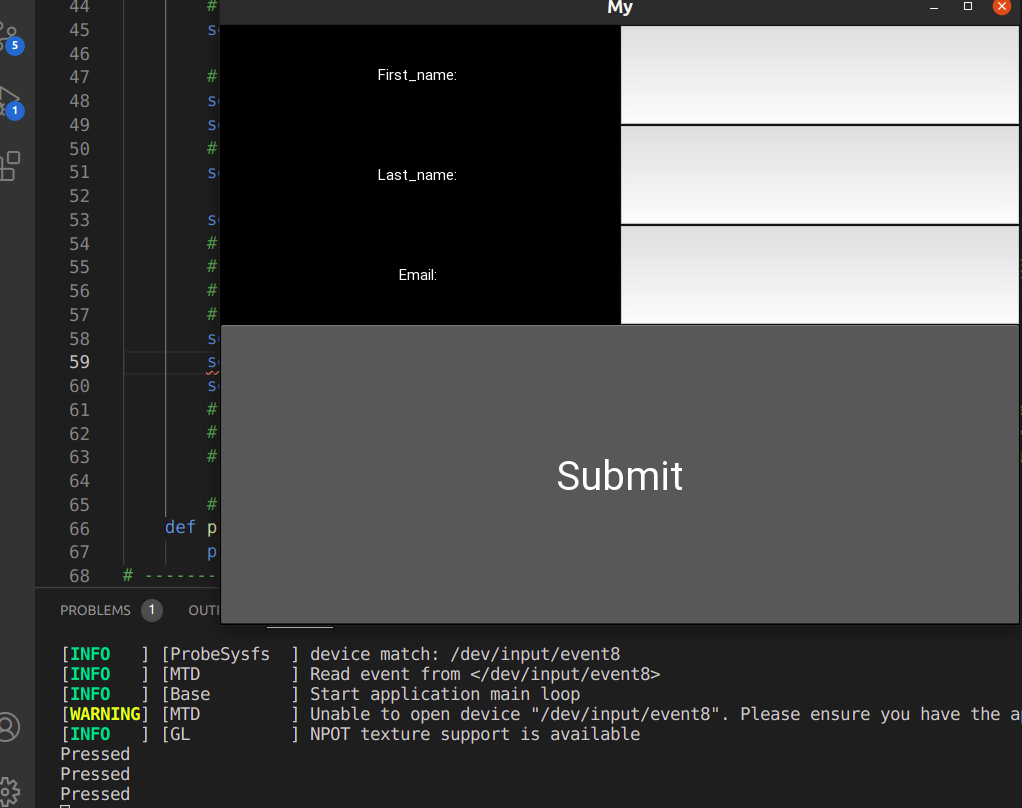 My
44 #
45 s
46
47 #
48 s
49 s
50 #
51 s
52
53 s
54 #
55 #
56 #
57 #
58 s
59 s
60 s
61 #
62 #
63 #
64
65 #
66 def p
67 p
68 # -------
5
1
First_name:
Last_name:
Email:
Submit
PROBLEMS 1 OUT
[INFO ] [ProbeSysfs ] device match: /dev/input/event8
[INFO ] [MTD ] Read event from </dev/input/event8>
[INFO ] [Base ] Start application main loop
[WARNING] [MTD ] Unable to open device "/dev/input/event8". Please ensure you have the a
[INFO ] [GL ] NPOT texture support is available
Pressed
Pressed
Pressed